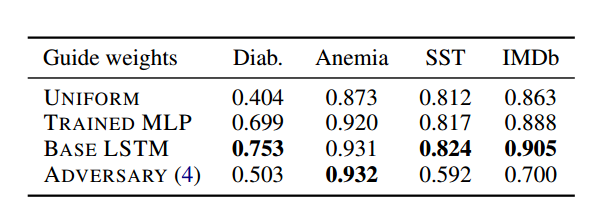 Guide weights Diab. Anemia SST IMDb
UNIFORM 0.404 0.873 0.812 0.863
TRAINED MLP 0.699 0.920 0.817 0.888
BASE LSTM 0.753 0.931 0.824 0.905
ADVERSARY (4) 0.503 0.932 0.592 0.700